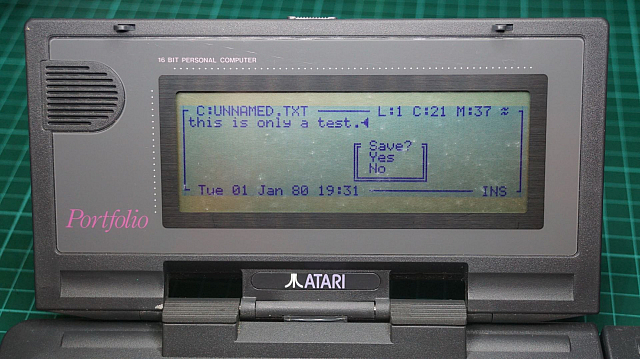 16 BIT PERSONAL COMPUTER
C:UNNAMED.TXT L:1 C:21 M:37 ≈
this is only a test.
Save?
Yes
No
Tue 01 Jan 80 19:31 INS
Portfolio
ATARI